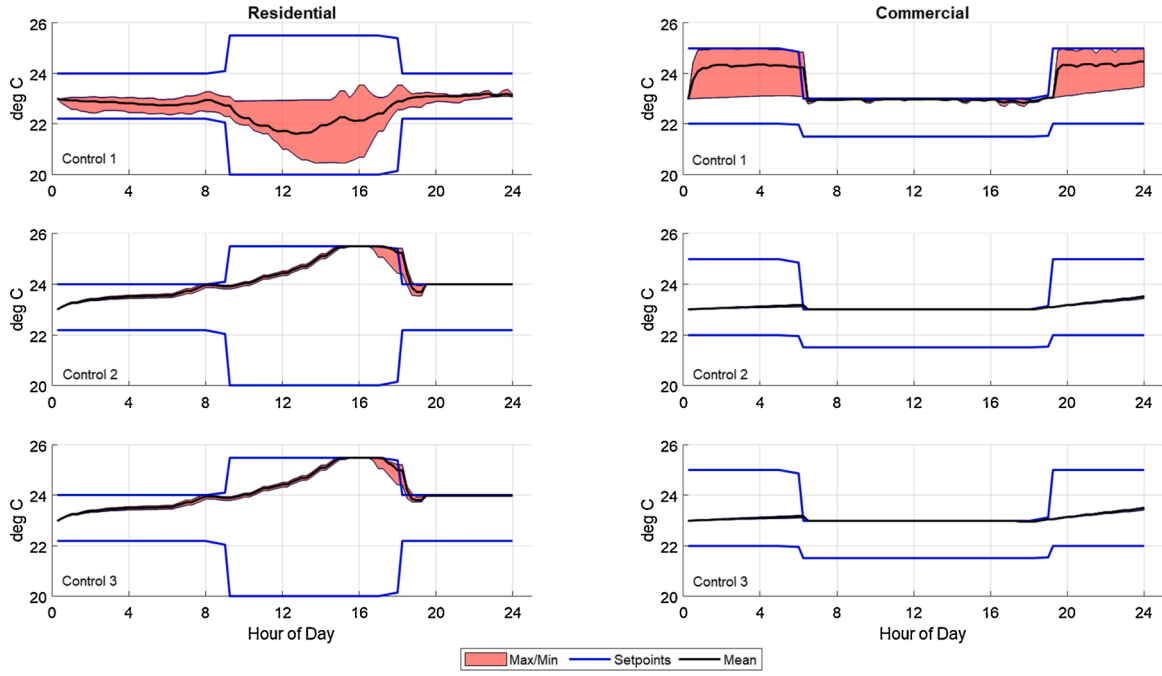 Residential
26
24
22
20
deg C
Control 1
0 4 8 12 16 20 24
Commercial
26
24
22
20
deg C
Control 1
0 4 8 12 16 20 24
26
24
22
20
deg C
Control 2
0 4 8 12 16 20 24
26
24
22
20
deg C
Control 2
0 4 8 12 16 20 24
26
24
22
20
deg C
Control 3
0 4 8 12 16 20 24
Hour of Day
26
24
22
20
deg C
Control 3
0 4 8 12 16 20 24
Hour of Day
Max/Min Setpoints Mean